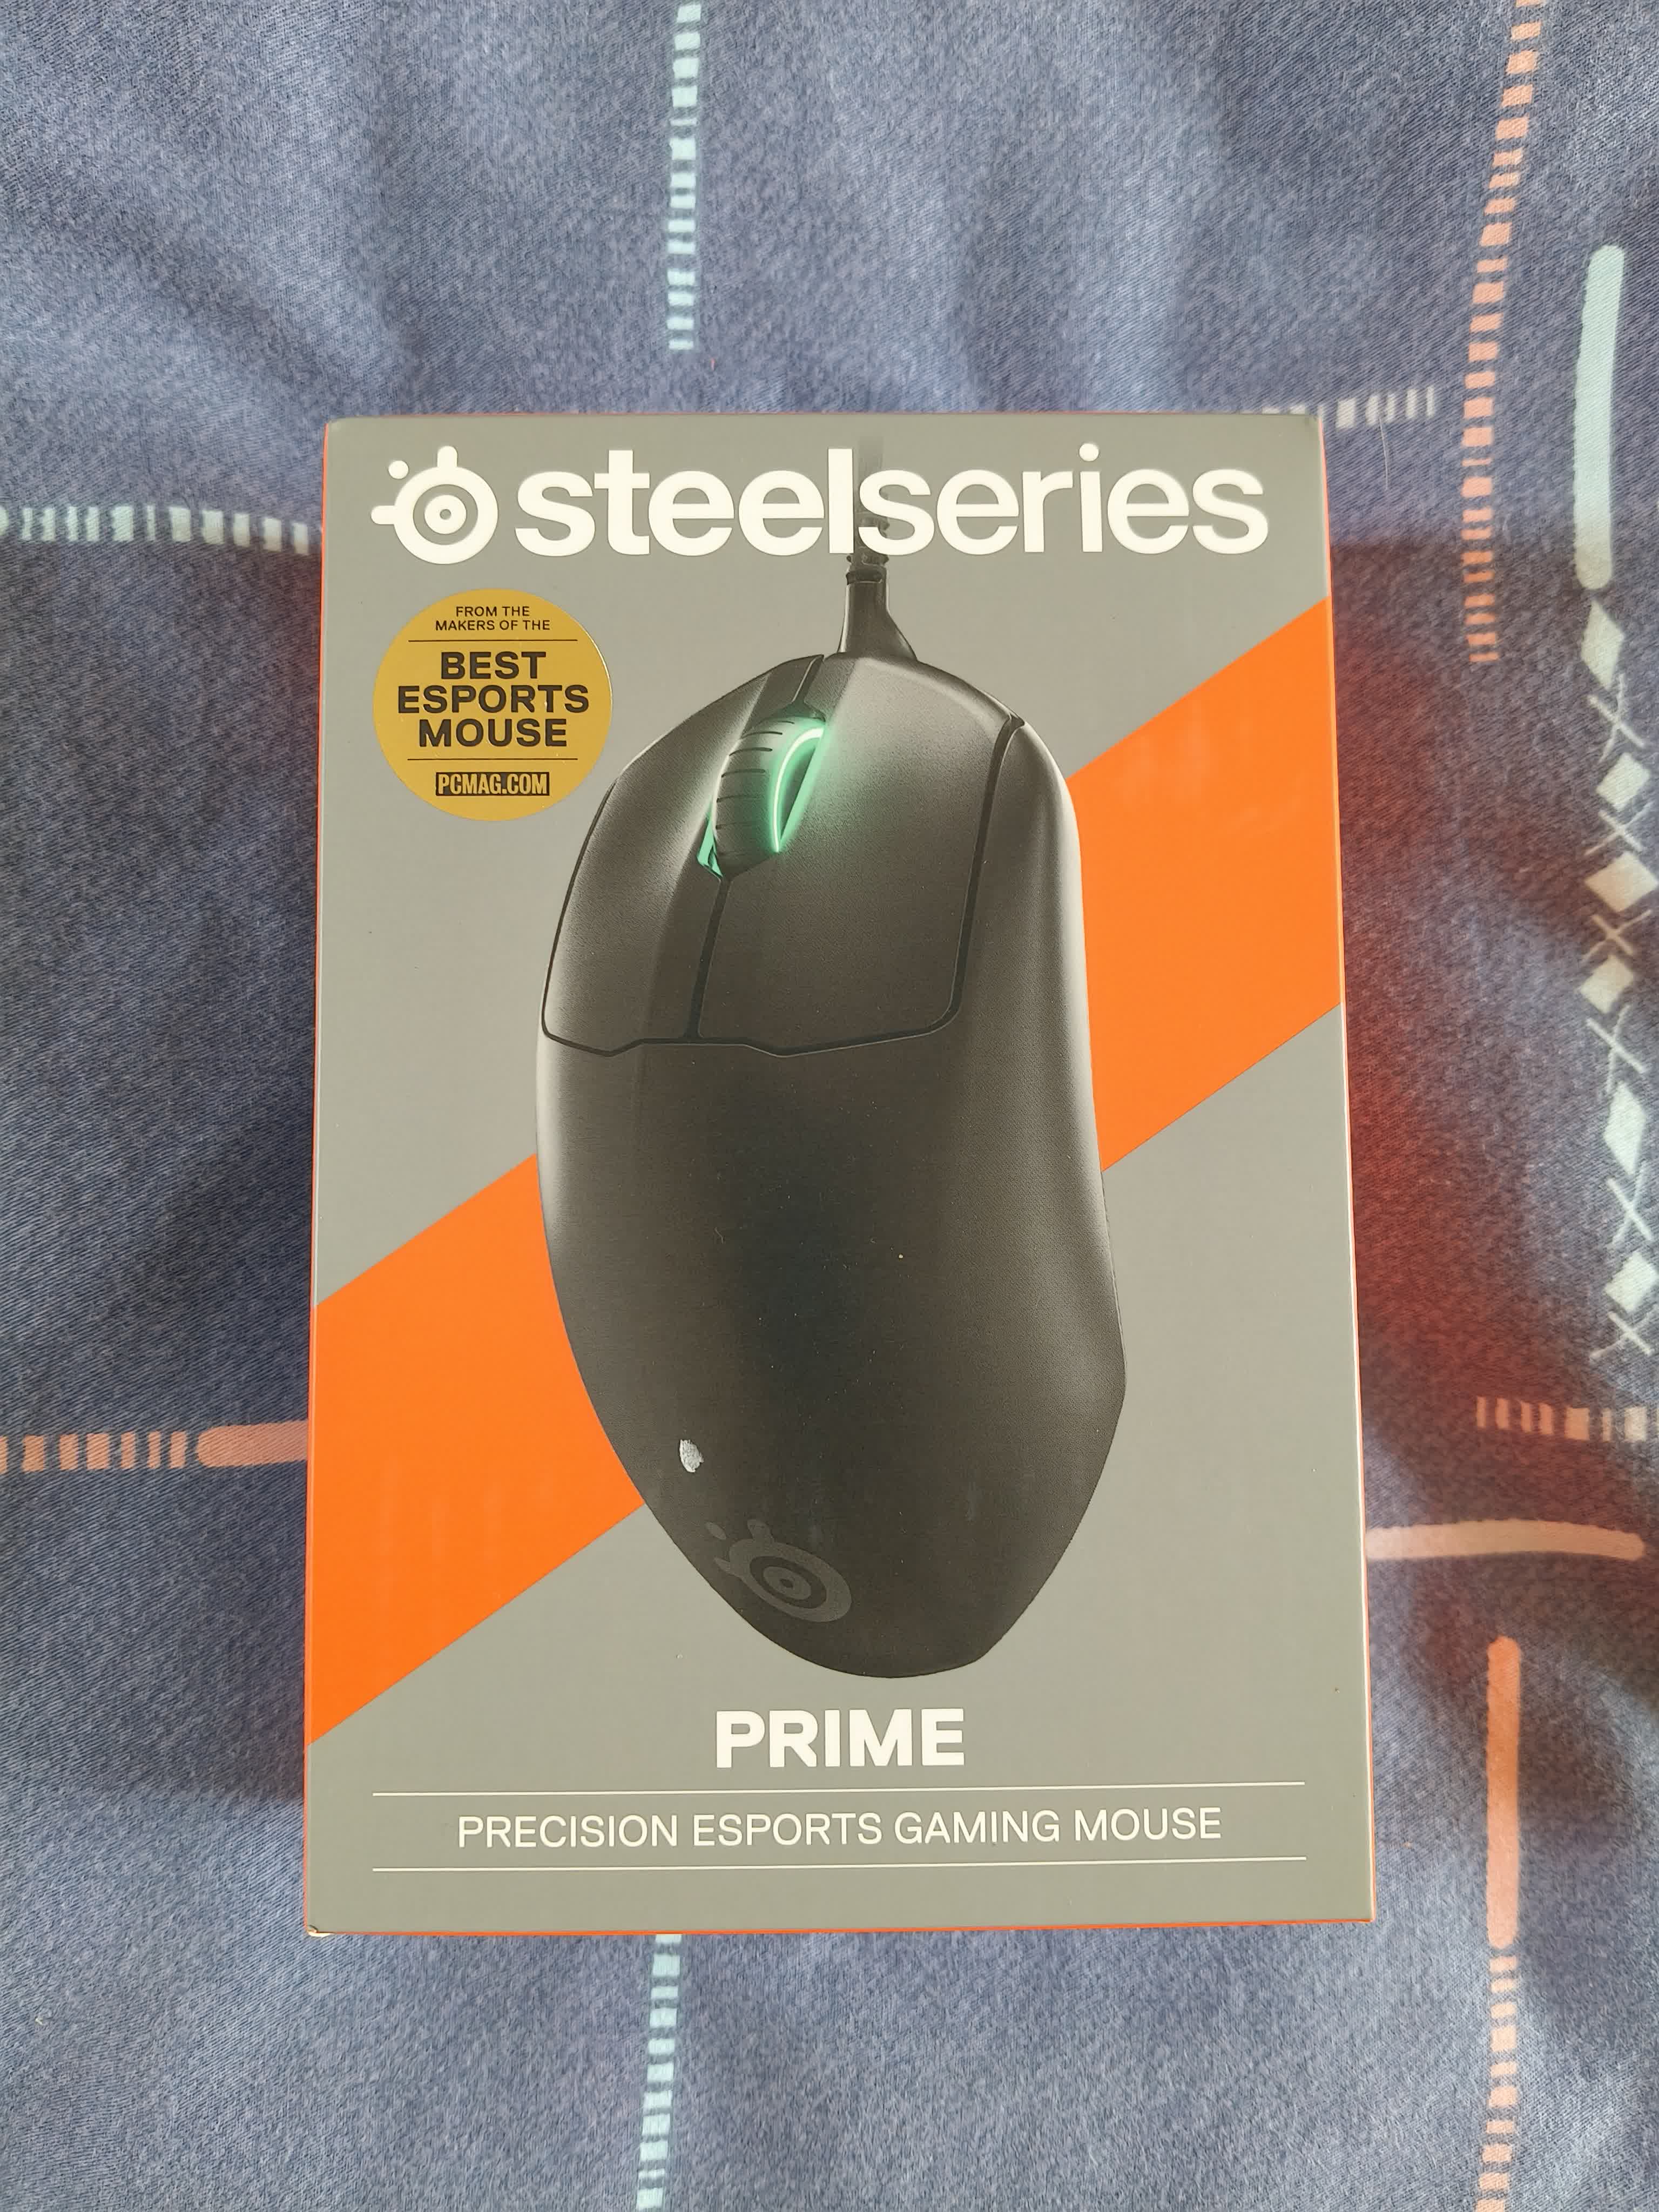 steelseries
FROM THE
MAKERS OF THE
BEST
ESPORTS
MOUSE
PCMAG.COM
PRIME
PRECISION ESPORTS GAMING MOUSE